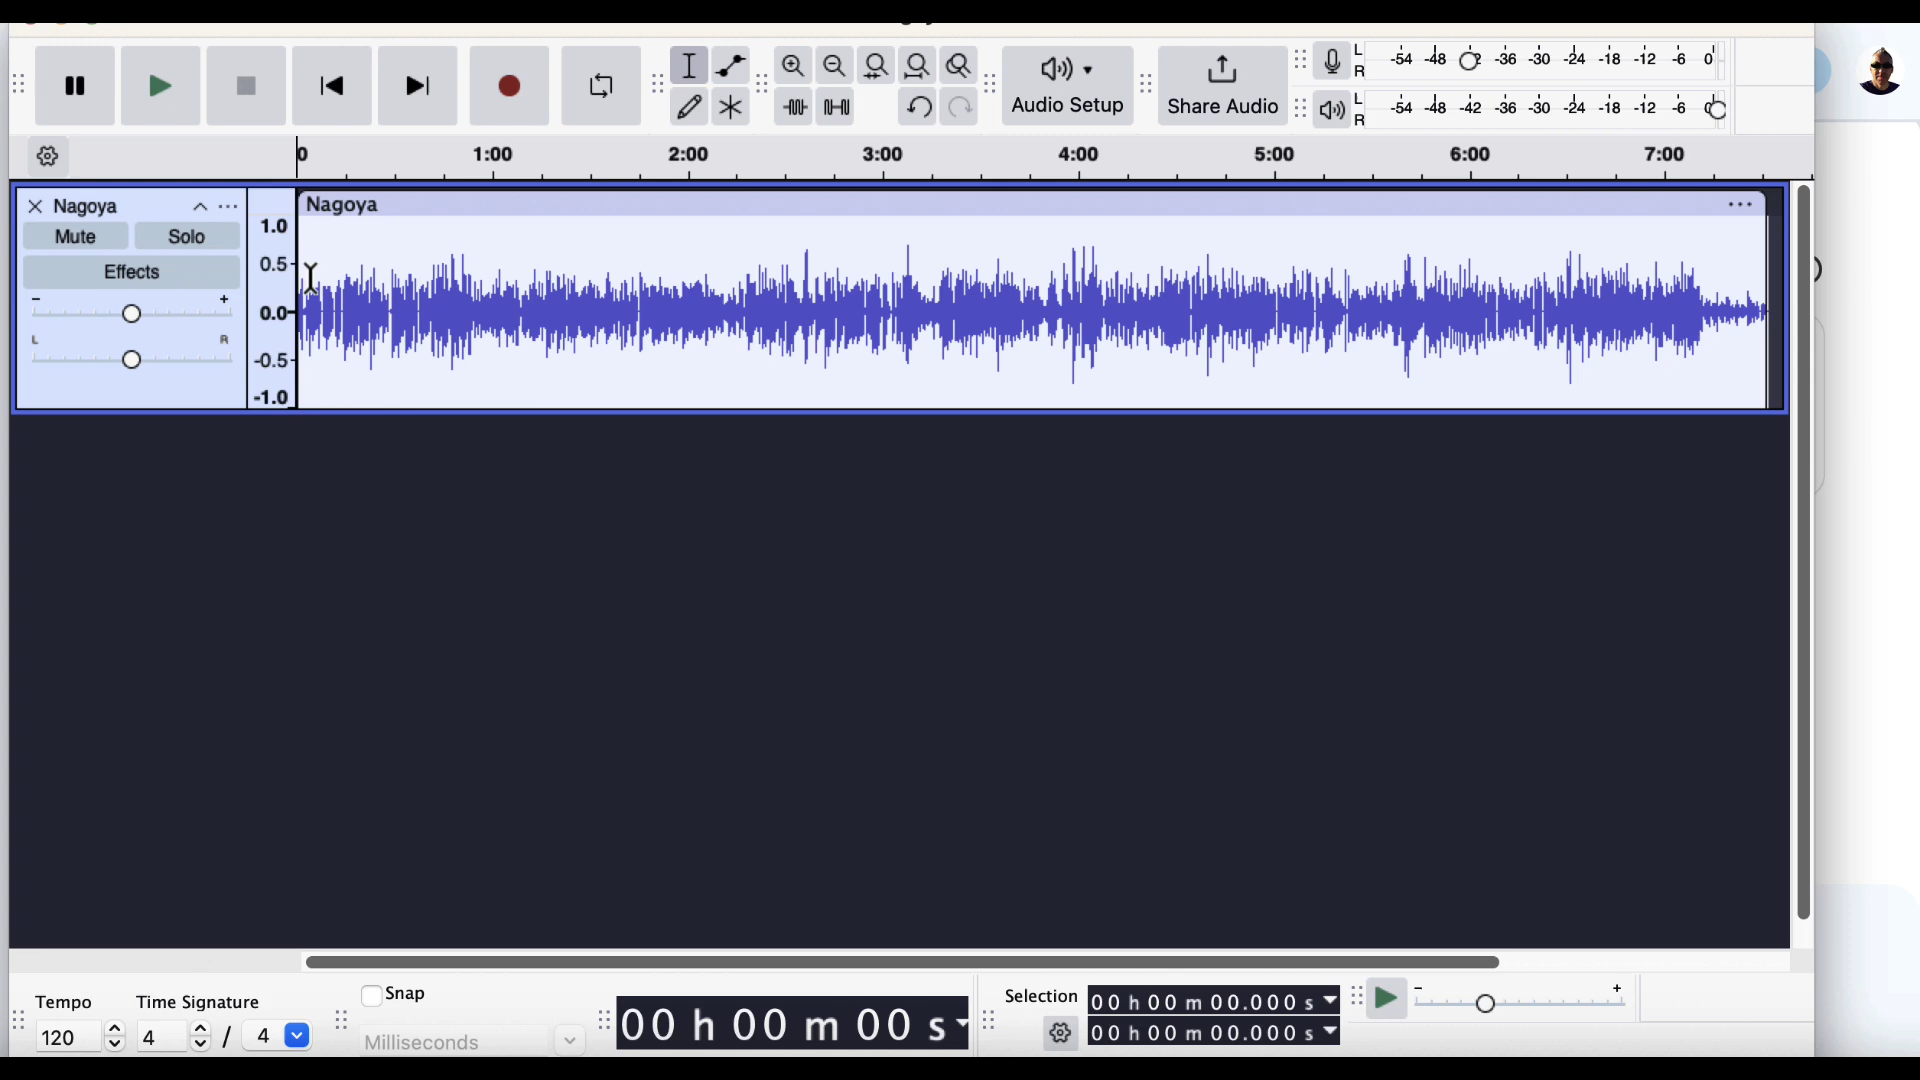 Audio Setup
Share Audio
L
R
-54 -48 -36 -30 -24 -18 -12 -6 0
L
R
-54 -48 -42 -36 -30 -24 -18 -12 -6
0 1:00 2:00 3:00 4:00 5:00 6:00 7:00
Nagoya
Mute Solo
Effects
- +
L R
1.0
0.5
0.0
-0.5
-1.0
Nagoya
Tempo
120
Time Signature
4 / 4
Snap
Milliseconds
00 h 00 m 00 s
Selection
00 h 00 m 00.000 s
00 h 00 m 00.000 s
- +